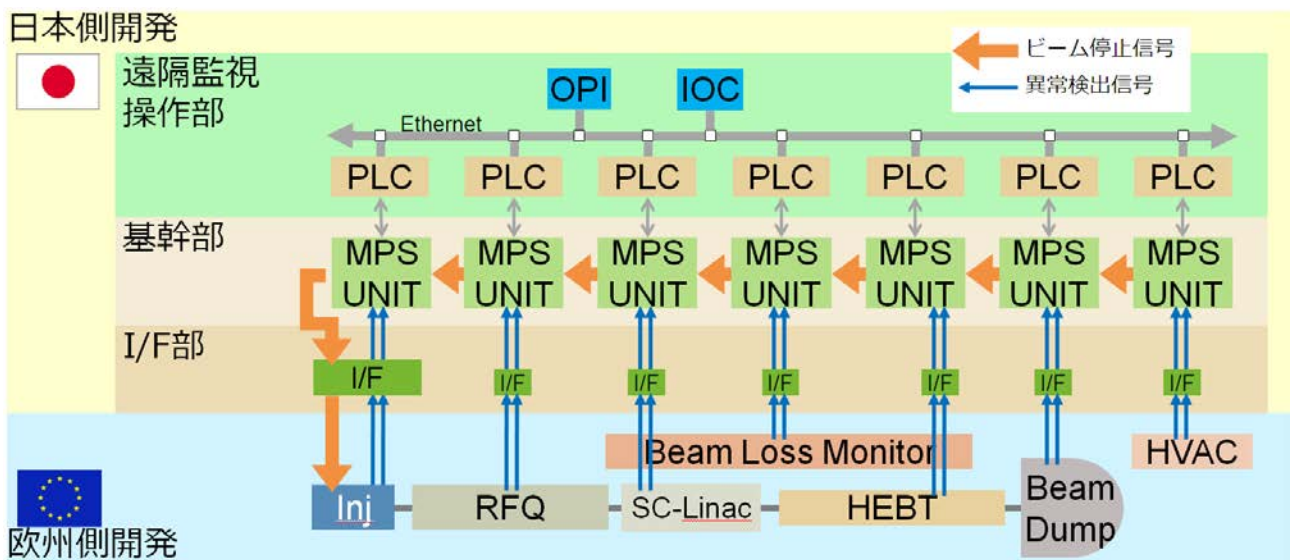 日本側開発
ビーム停止信号
異常検出信号
遠隔監視
操作部
OPI
IOC
Ethernet
PLC
PLC
PLC
PLC
PLC
PLC
PLC
基幹部
MPS
UNIT
MPS
UNIT
MPS
UNIT
MPS
UNIT
MPS
UNIT
MPS
UNIT
MPS
UNIT
I/F部
I/F
I/F
I/F
I/F
I/F
I/F
I/F
Beam Loss Monitor
HVAC
Inj
RFQ
SC-Linac
HEBT
Beam
Dump
欧州側開発